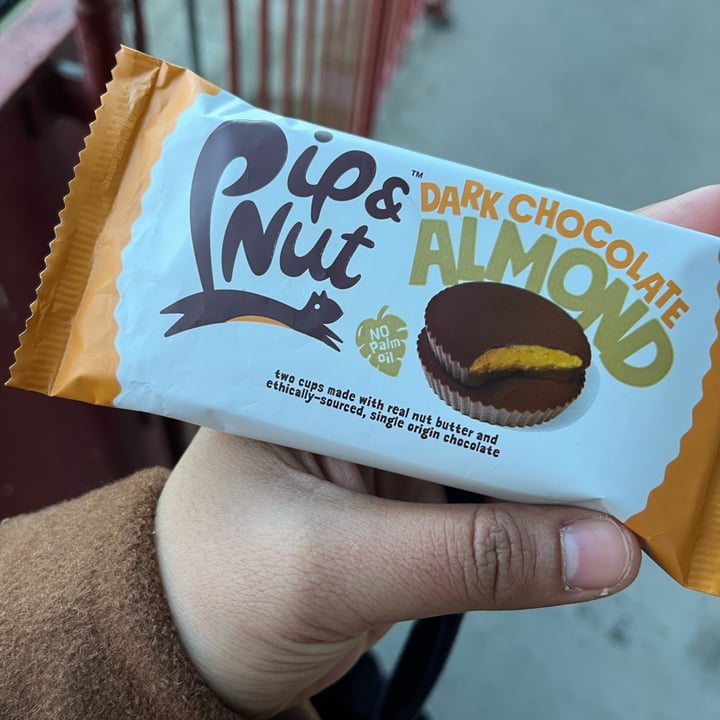 Pip &
Nut
™
DARK CHOCOLATE
ALMOND
NO
Palm
oil
two cups made with real nut butter and
ethically-sourced, single origin chocolate